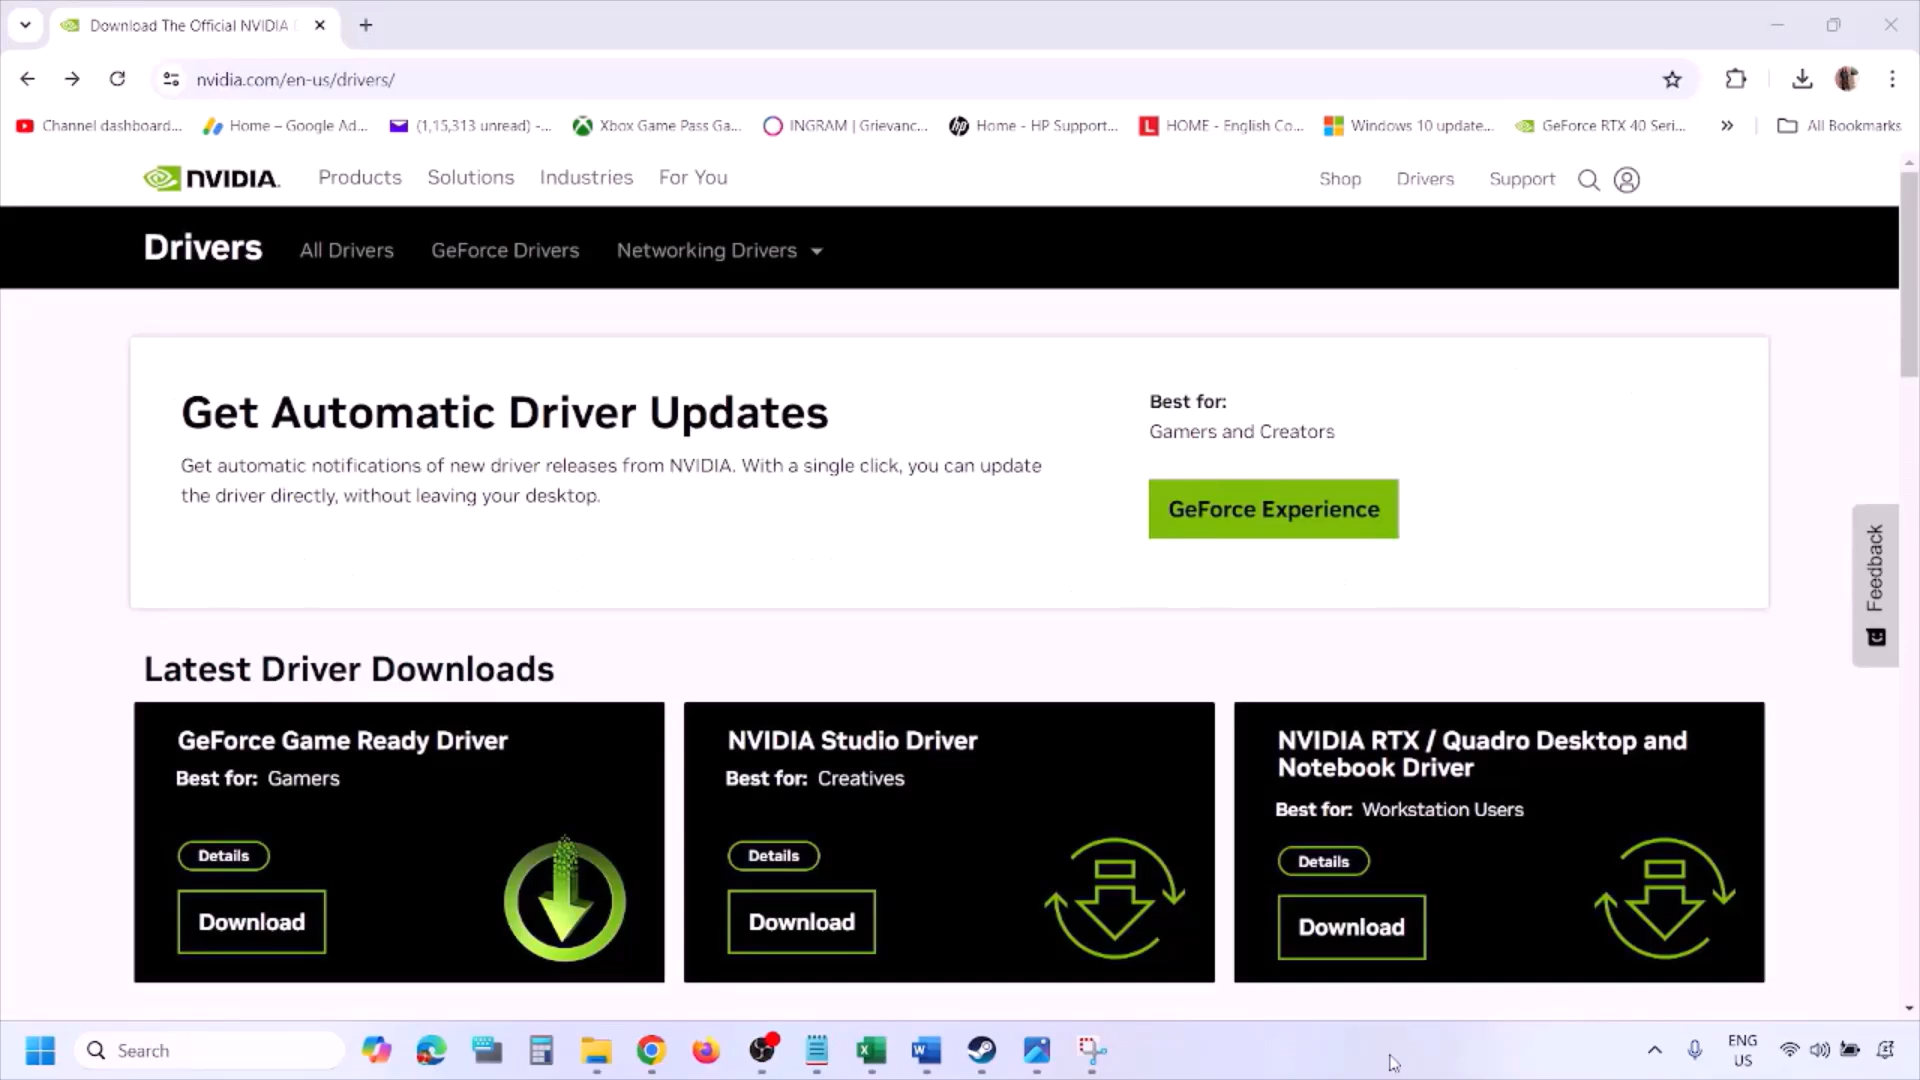 Download The Official NVIDIA
nvidia.com/en-us/drivers/
Channel dashboard...
Home – Google Ad...
(1,15,313 unread) -...
Xbox Game Pass Ga...
INGRAM | Grievanc...
Home - HP Support...
HOME - English Co...
Windows 10 update...
GeForce RTX 40 Seri...
All Bookmarks
NVIDIA.
Products
Solutions
Industries
For You
Shop
Drivers
Support
Drivers
All Drivers
GeForce Drivers
Networking Drivers
Get Automatic Driver Updates
Get automatic notifications of new driver releases from NVIDIA. With a single click, you can update
the driver directly, without leaving your desktop.
Best for:
Gamers and Creators
GeForce Experience
Feedback
Latest Driver Downloads
GeForce Game Ready Driver
Best for: Gamers
Details
Download
NVIDIA Studio Driver
Best for: Creatives
Details
Download
NVIDIA RTX / Quadro Desktop and
Notebook Driver
Best for: Workstation Users
Details
Download
Search
ENG
US